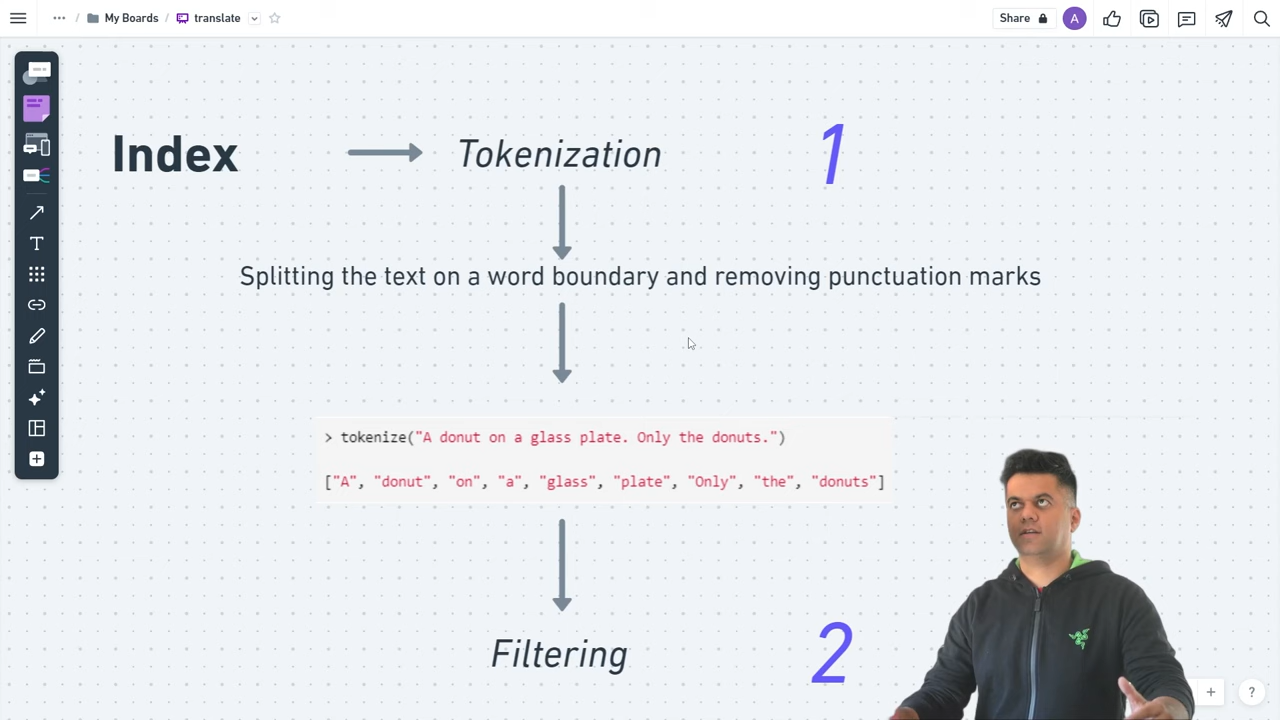 ... / My Boards / translate
Share
A
Index
Tokenization
1
Splitting the text on a word boundary and removing punctuation marks
> tokenize("A donut on a glass plate. Only the donuts.")
["A", "donut", "on", "a", "glass", "plate", "Only", "the", "donuts"]
Filtering
2
+
?